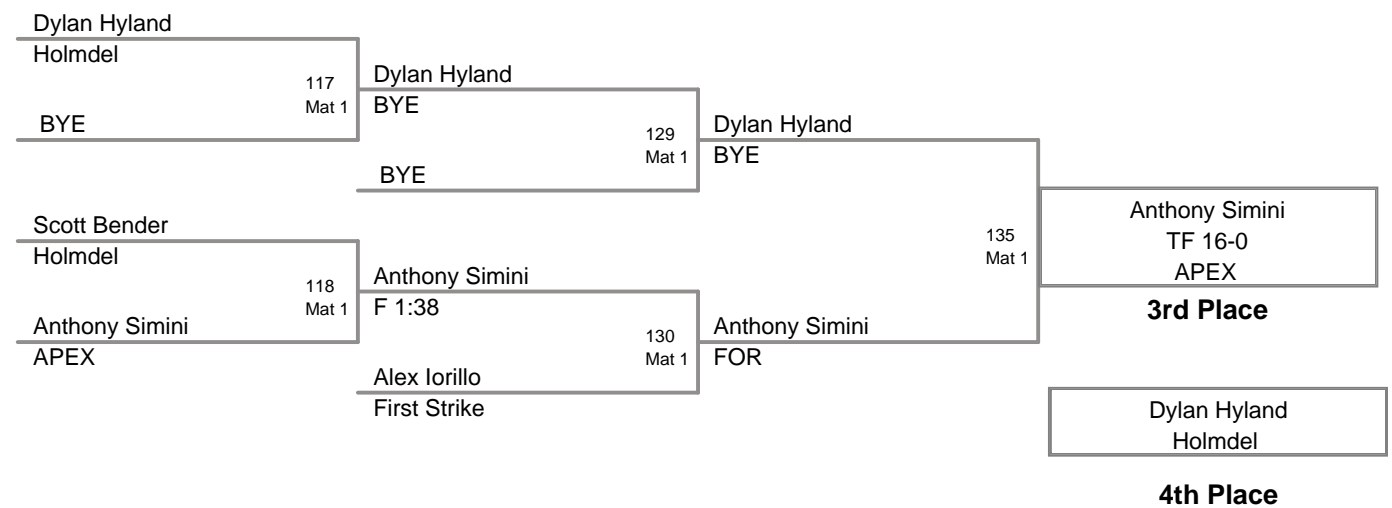 Dylan Hyland
Holmdel
117
Mat 1
BYE
Dylan Hyland
BYE
129
Mat 1
BYE
Dylan Hyland
BYE
Scott Bender
Holmdel
118
Mat 1
Anthony Simini
APEX
Anthony Simini
F 1:38
130
Mat 1
Alex Iorillo
First Strike
Anthony Simini
FOR
135
Mat 1
Anthony Simini
TF 16-0
APEX
3rd Place
Dylan Hyland
Holmdel
4th Place